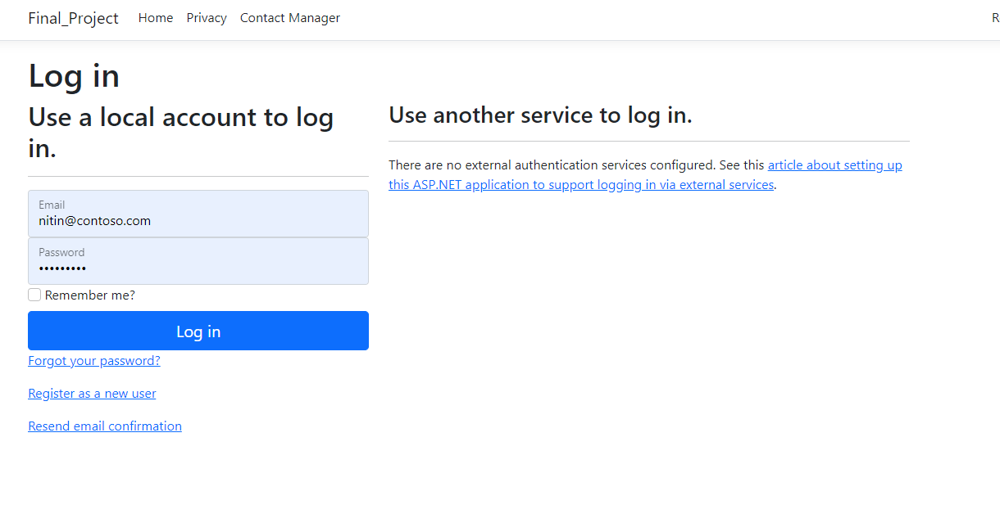 Final_Project Home Privacy Contact Manager R
Log in
Use a local account to log
in.
Email
nitin@contoso.com
Password
•••••••••
Remember me?
Log in
Forgot your password?
Register as a new user
Resend email confirmation
Use another service to log in.
There are no external authentication services configured. See this article about setting up
this ASP.NET application to support logging in via external services.